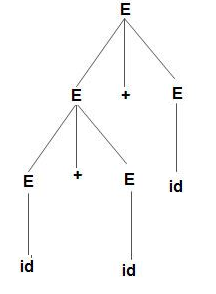 E
E + E
E + E id
id id